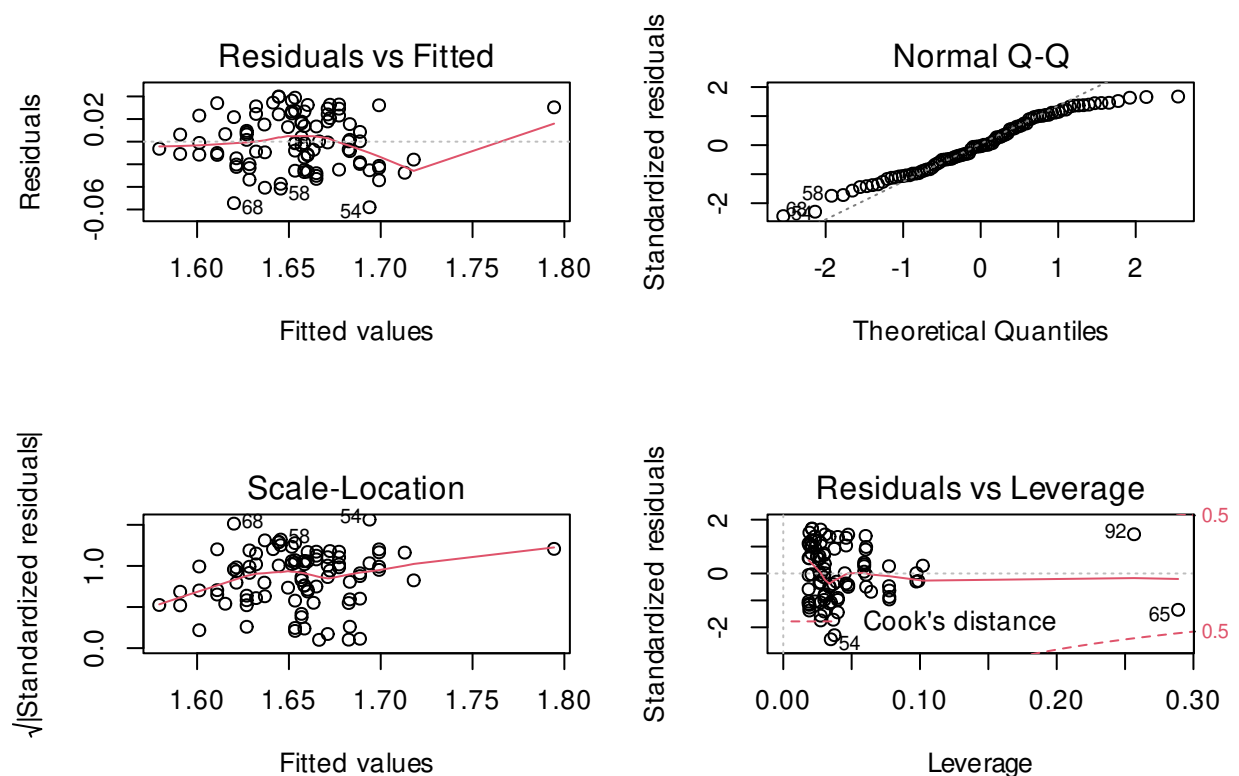 Residuals vs Fitted
Residuals
0.02
-0.06
68
58
54
1.60 1.65 1.70 1.75 1.80
Fitted values
Normal Q-Q
Standardized residuals
2
0
-2
58
68
54
-2 -1 0 1 2
Theoretical Quantiles
Scale-Location
√|Standardized residuals|
1.0
0.0
68
58
54
1.60 1.65 1.70 1.75 1.80
Fitted values
Residuals vs Leverage
Standardized residuals
2
0
-2
92
65
54
Cook's distance
0.5
0.5
0.00 0.10 0.20 0.30
Leverage